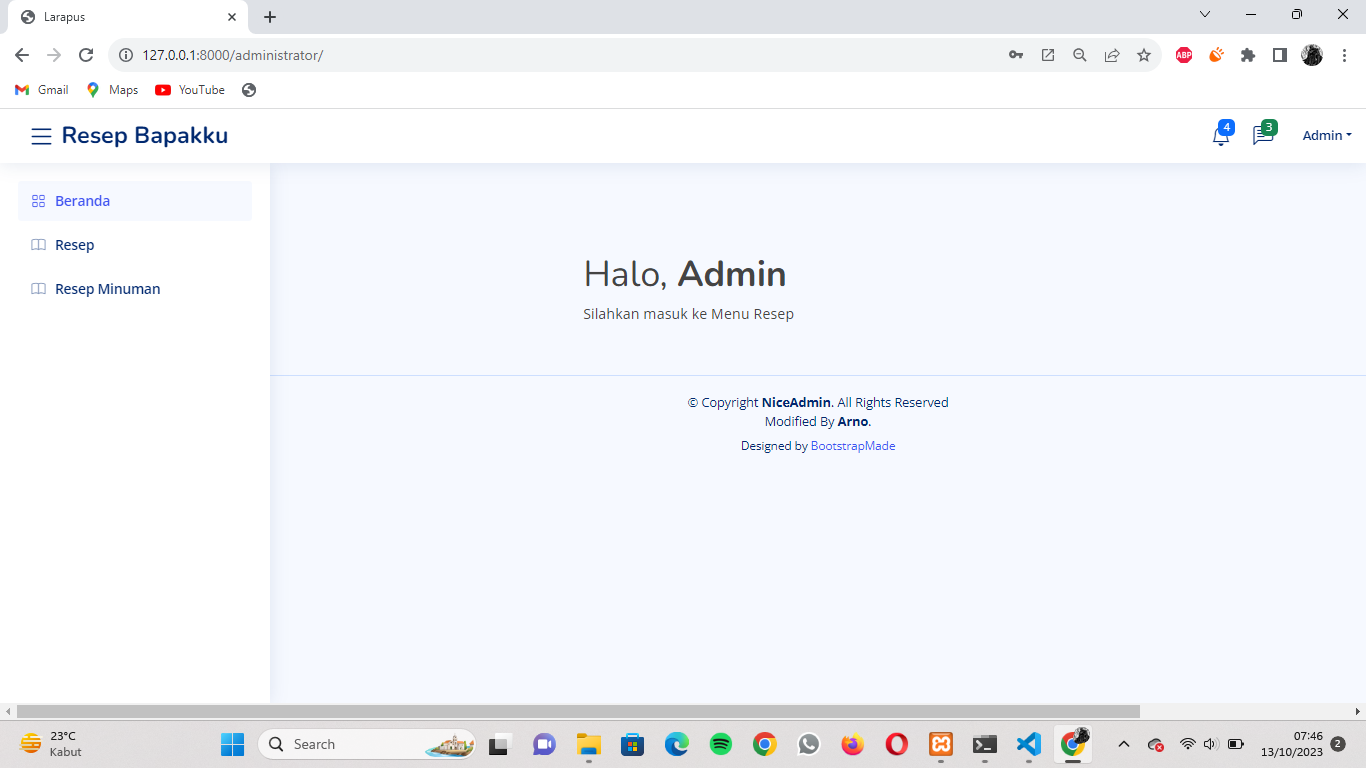 Larapus
127.0.0.1:8000/administrator/
ABP
Gmail
Maps
YouTube
Resep Bapakku
4
3
Admin
Beranda
Resep
Resep Minuman
Halo, Admin
Silahkan masuk ke Menu Resep
© Copyright NiceAdmin. All Rights Reserved
Modified By Arno.
Designed by BootstrapMade
23°C
Kabut
Search
07:46
13/10/2023
2